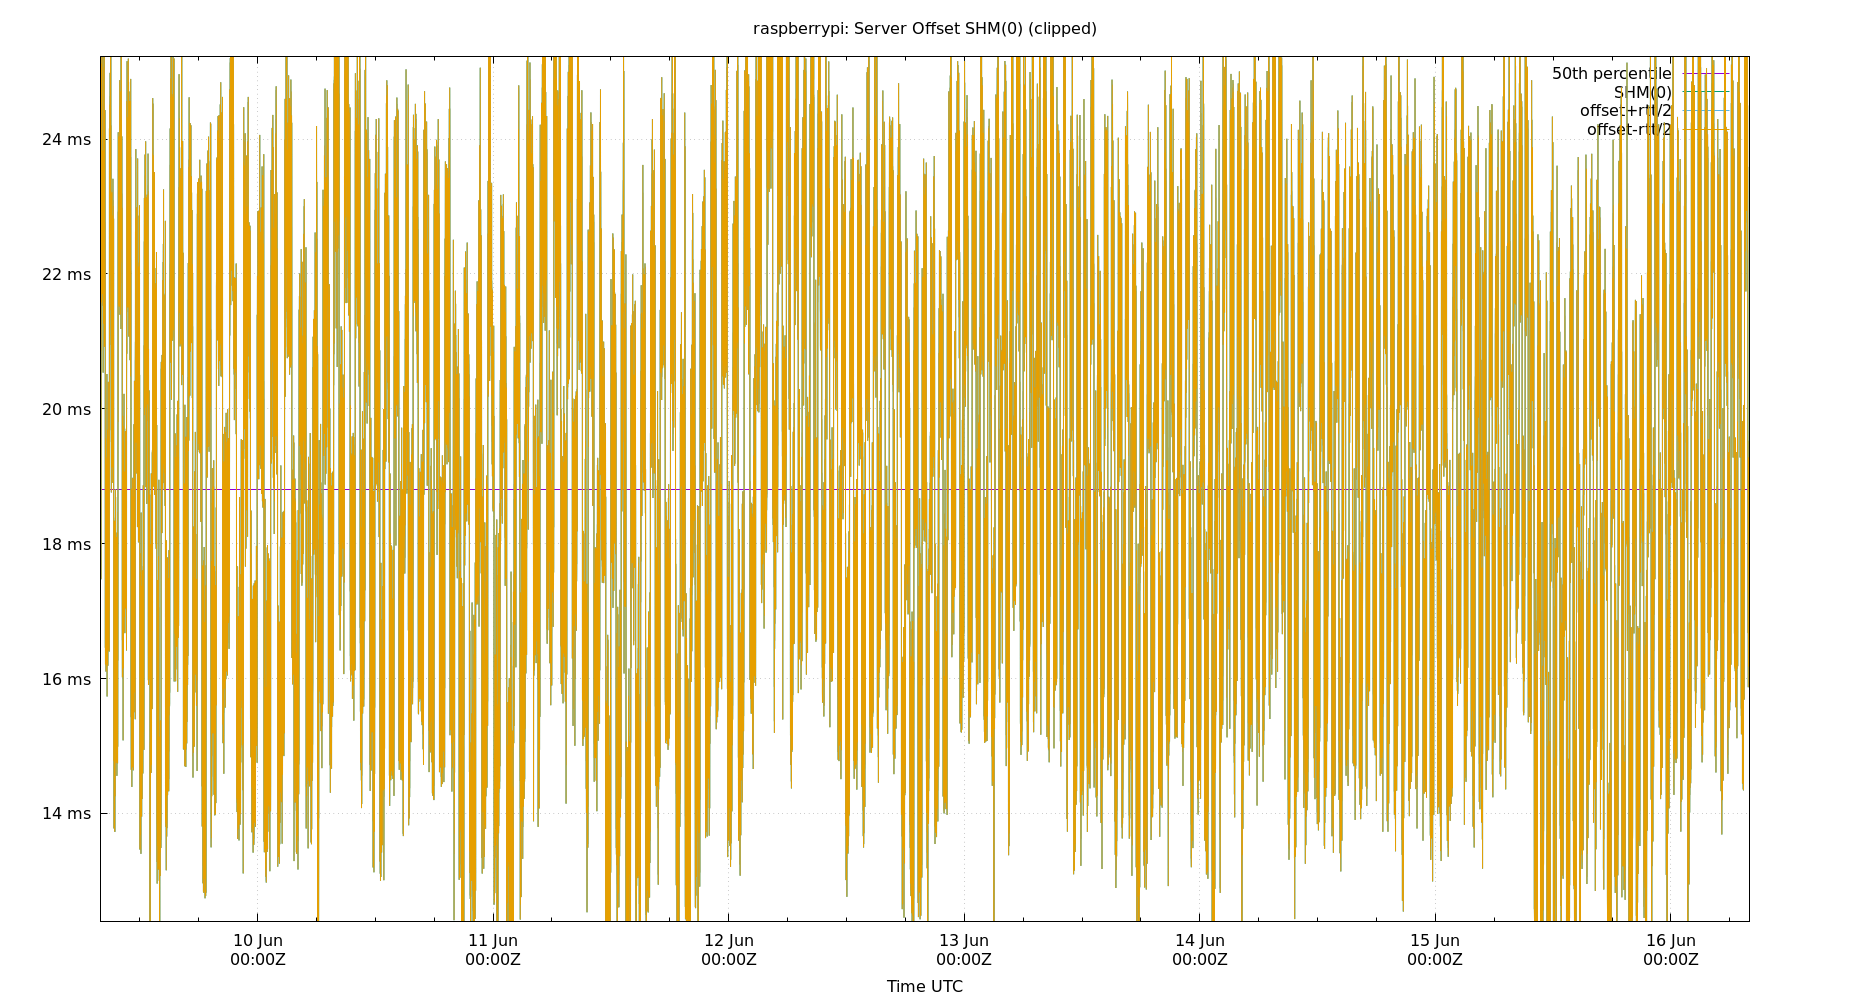 raspberrypi: Server Offset SHM(0) (clipped)
50th percentile
SHM(0)
offset+rtt/2
offset-rtt/2
24 ms
22 ms
20 ms
18 ms
16 ms
14 ms
10 Jun 11 Jun 12 Jun 13 Jun 14 Jun 15 Jun 16 Jun
00:00Z 00:00Z 00:00Z 00:00Z 00:00Z 00:00Z 00:00Z
Time UTC